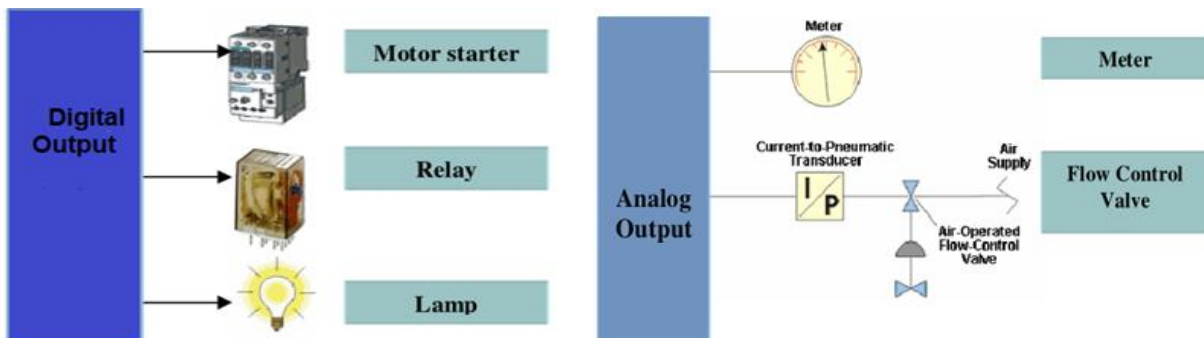 Digital
Output
Motor starter
Relay
Lamp
Analog
Output
Meter
Meter
Current-to-Pneumatic
Transducer
I
P
Air
Supply
Air-Operated
Flow-Control
Valve
Flow Control
Valve